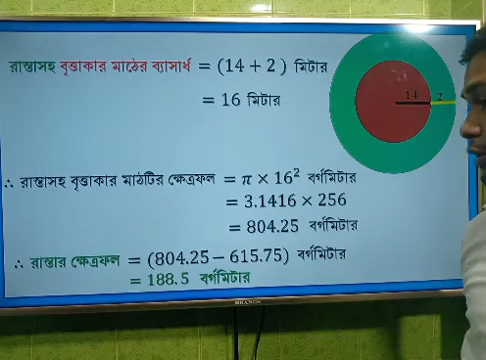 রাস্তাসহ বৃত্তাকার মাঠের ব্যাসার্ধ = (14 + 2 ) মিটার
= 16 মিটার
14 2
∴ রাস্তাসহ বৃত্তাকার মাঠটির ক্ষেত্রফল = π × 16² বর্গমিটার
= 3.1416 × 256
= 804.25 বর্গমিটার
∴ রাস্তার ক্ষেত্রফল = (804.25 − 615.75) বর্গমিটার
= 188.5 বর্গমিটার